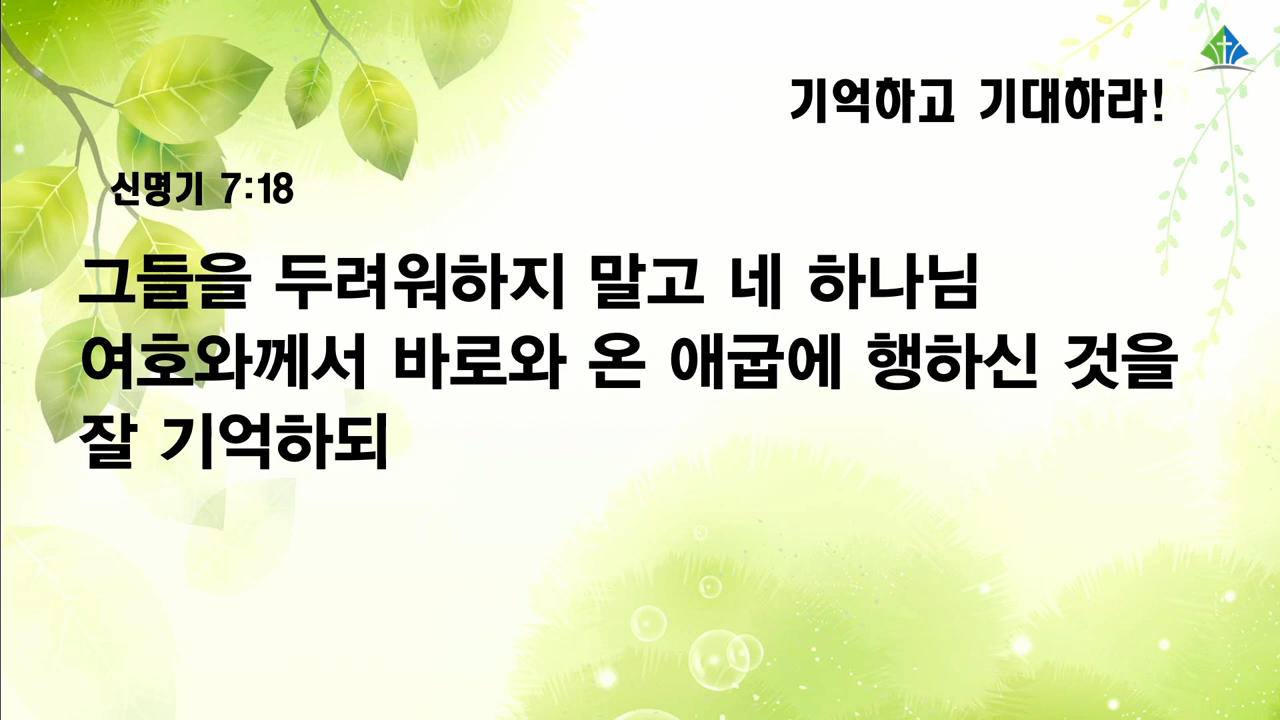 기억하고 기대하라!
신명기 7:18
그들을 두려워하지 말고 네 하나님
여호와께서 바로와 온 애굽에 행하신 것을
잘 기억하되